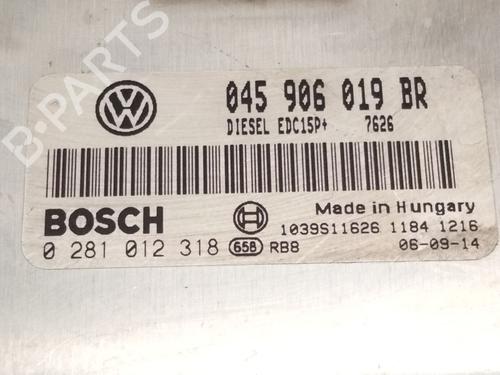 B-PARTS
045 906 019 BR
DIESEL EDC15P+ 7626
BOSCH
Made in Hungary
1039S11626 1184 1216
0 281 012 318 658 RB8 06-09-14